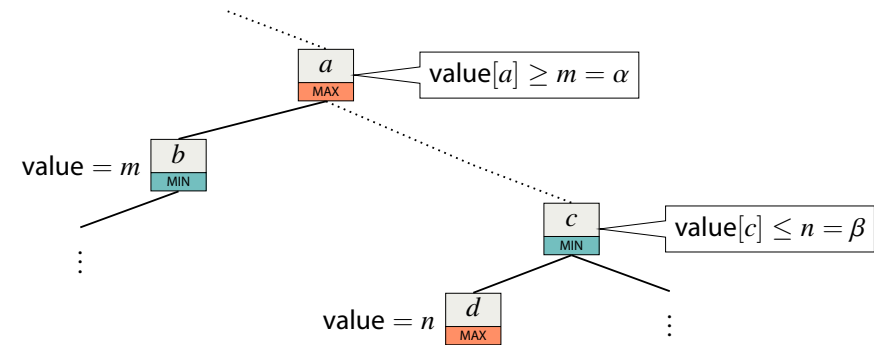 a
MAX
value[a] ≥ m = α
value = m
b
MIN
⋮
c
MIN
value[c] ≤ n = β
value = n
d
MAX
⋮